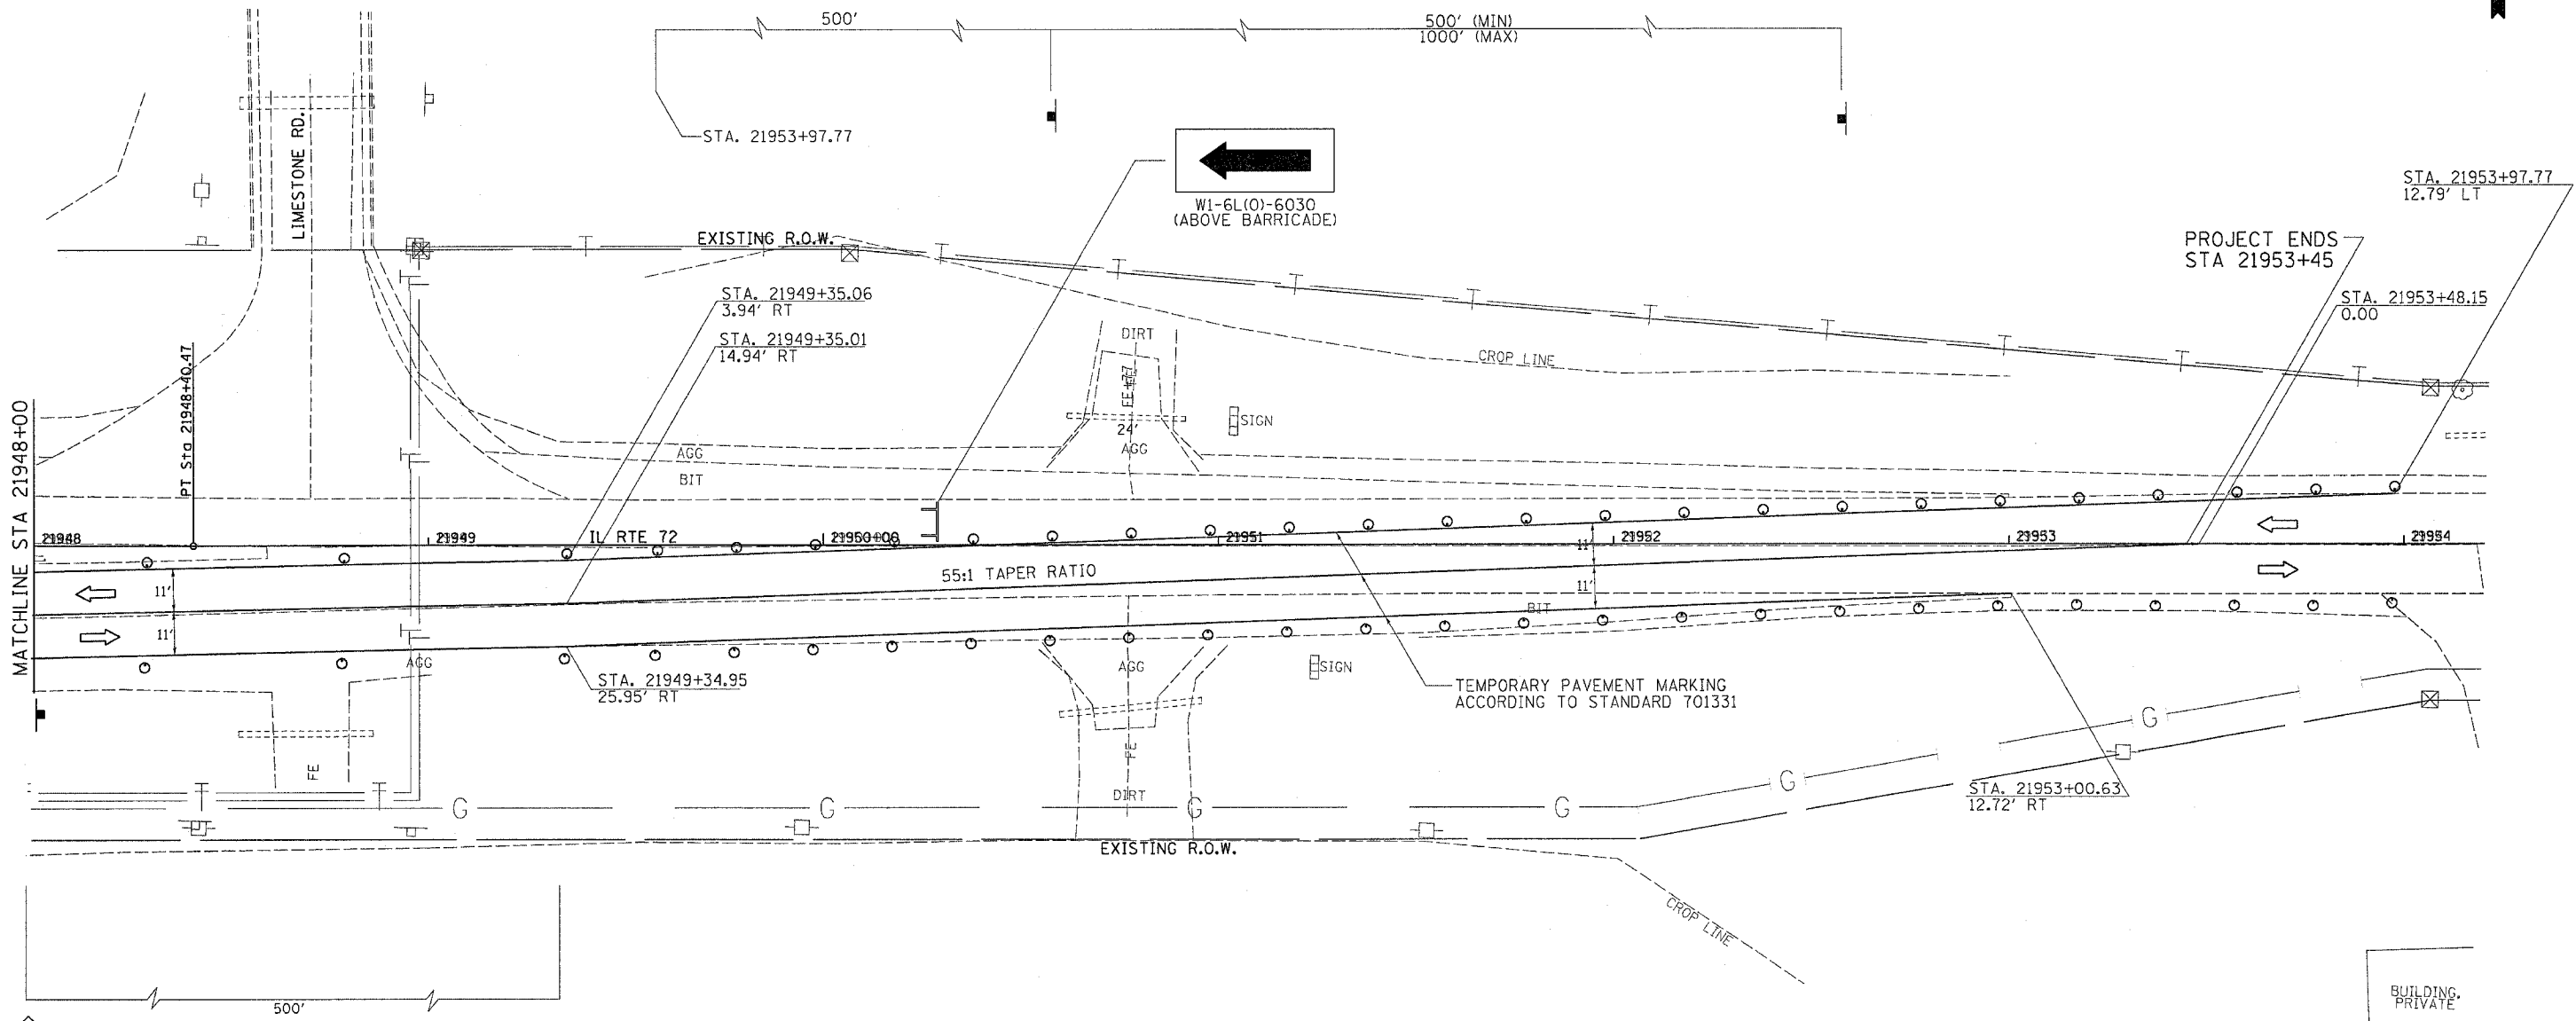 500'
500' (MIN)
1000' (MAX)
STA. 21953+97.77
LIMESTONE RD.
W1-6L(O)-6030
(ABOVE BARRICADE)
STA. 21953+97.77
12.79' LT
EXISTING R.O.W.
PROJECT ENDS
STA 21953+45
STA. 21953+48.15
0.00
STA. 21949+35.06
3.94' RT
STA. 21949+35.01
14.94' RT
DIRT
CROP LINE
24'
SIGN
AGG
AGG
BIT
MATCHLINE STA 21948+00
PT Sta 21948+40.47
21948
21949
IL RTE 72
21951
21952
21953
21954
55:1 TAPER RATIO
11'
11'
11'
11'
BIT
AGG
AGG
SIGN
STA. 21949+34.95
25.95' RT
TEMPORARY PAVEMENT MARKING
ACCORDING TO STANDARD 701331
FE
FE
DIRT
G
G
G
G
G
G
STA. 21953+00.63
12.72' RT
EXISTING R.O.W.
CROP LINE
500'
BUILDING,
PRIVATE